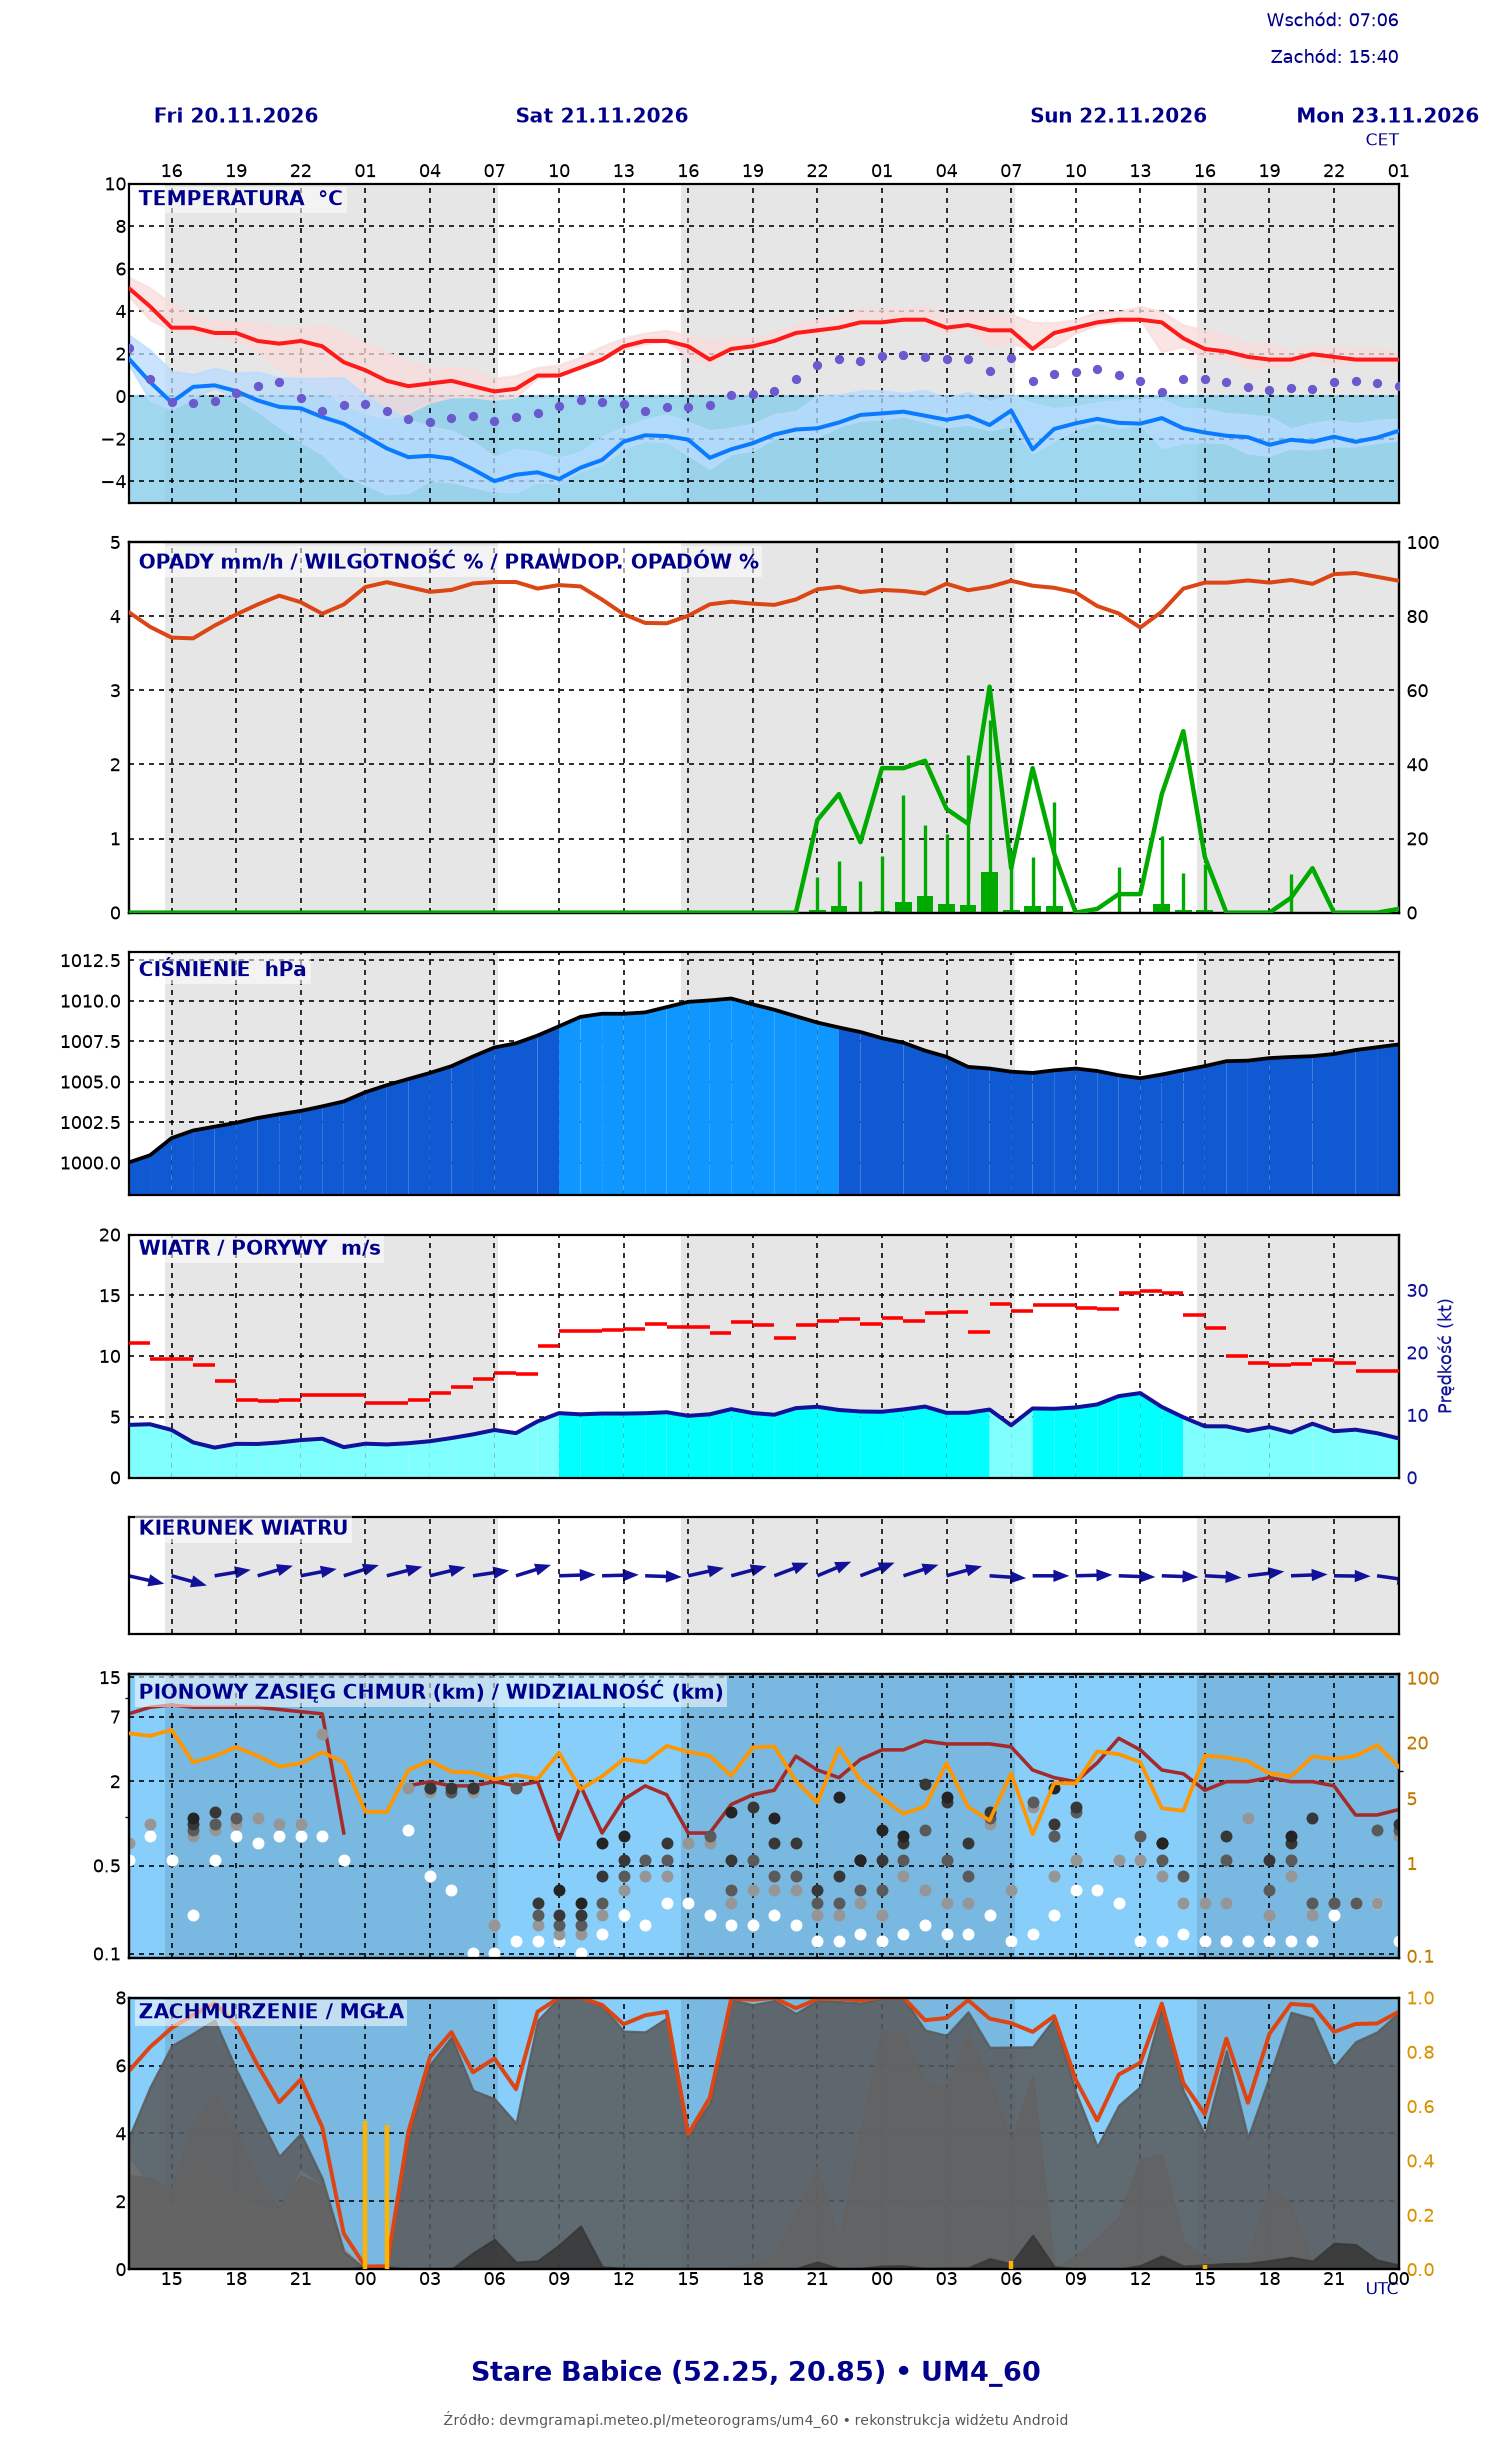 Wschód: 07:06
Zachód: 15:40
Fri 20.11.2026 Sat 21.11.2026 Sun 22.11.2026 Mon 23.11.2026
CET
16 19 22 01 04 07 10 13 16 19 22 01 04 07 10 13 16 19 22 01
TEMPERATURA °C
10
8
6
4
2
0
−2
−4
OPADY mm/h / WILGOTNOŚĆ % / PRAWDOP. OPADÓW %
5 100
4 80
3 60
2 40
1 20
0 0
CIŚNIENIE hPa
1012.5
1010.0
1007.5
1005.0
1002.5
1000.0
WIATR / PORYWY m/s
20
15 30
10 20
5 10
0 0
Prędkość (kt)
KIERUNEK WIATRU
PIONOWY ZASIĘG CHMUR (km) / WIDZIALNOŚĆ (km)
15 100
7 20
2 5
0.5 1
0.1 0.1
ZACHMURZENIE / MGŁA
8 1.0
6 0.8
0.6
4 0.4
2 0.2
0 0.0
15 18 21 00 03 06 09 12 15 18 21 00 03 06 09 12 15 18 21 00
UTC
Stare Babice (52.25, 20.85) • UM4_60
Źródło: devmgramapi.meteo.pl/meteorograms/um4_60 • rekonstrukcja widżetu Android